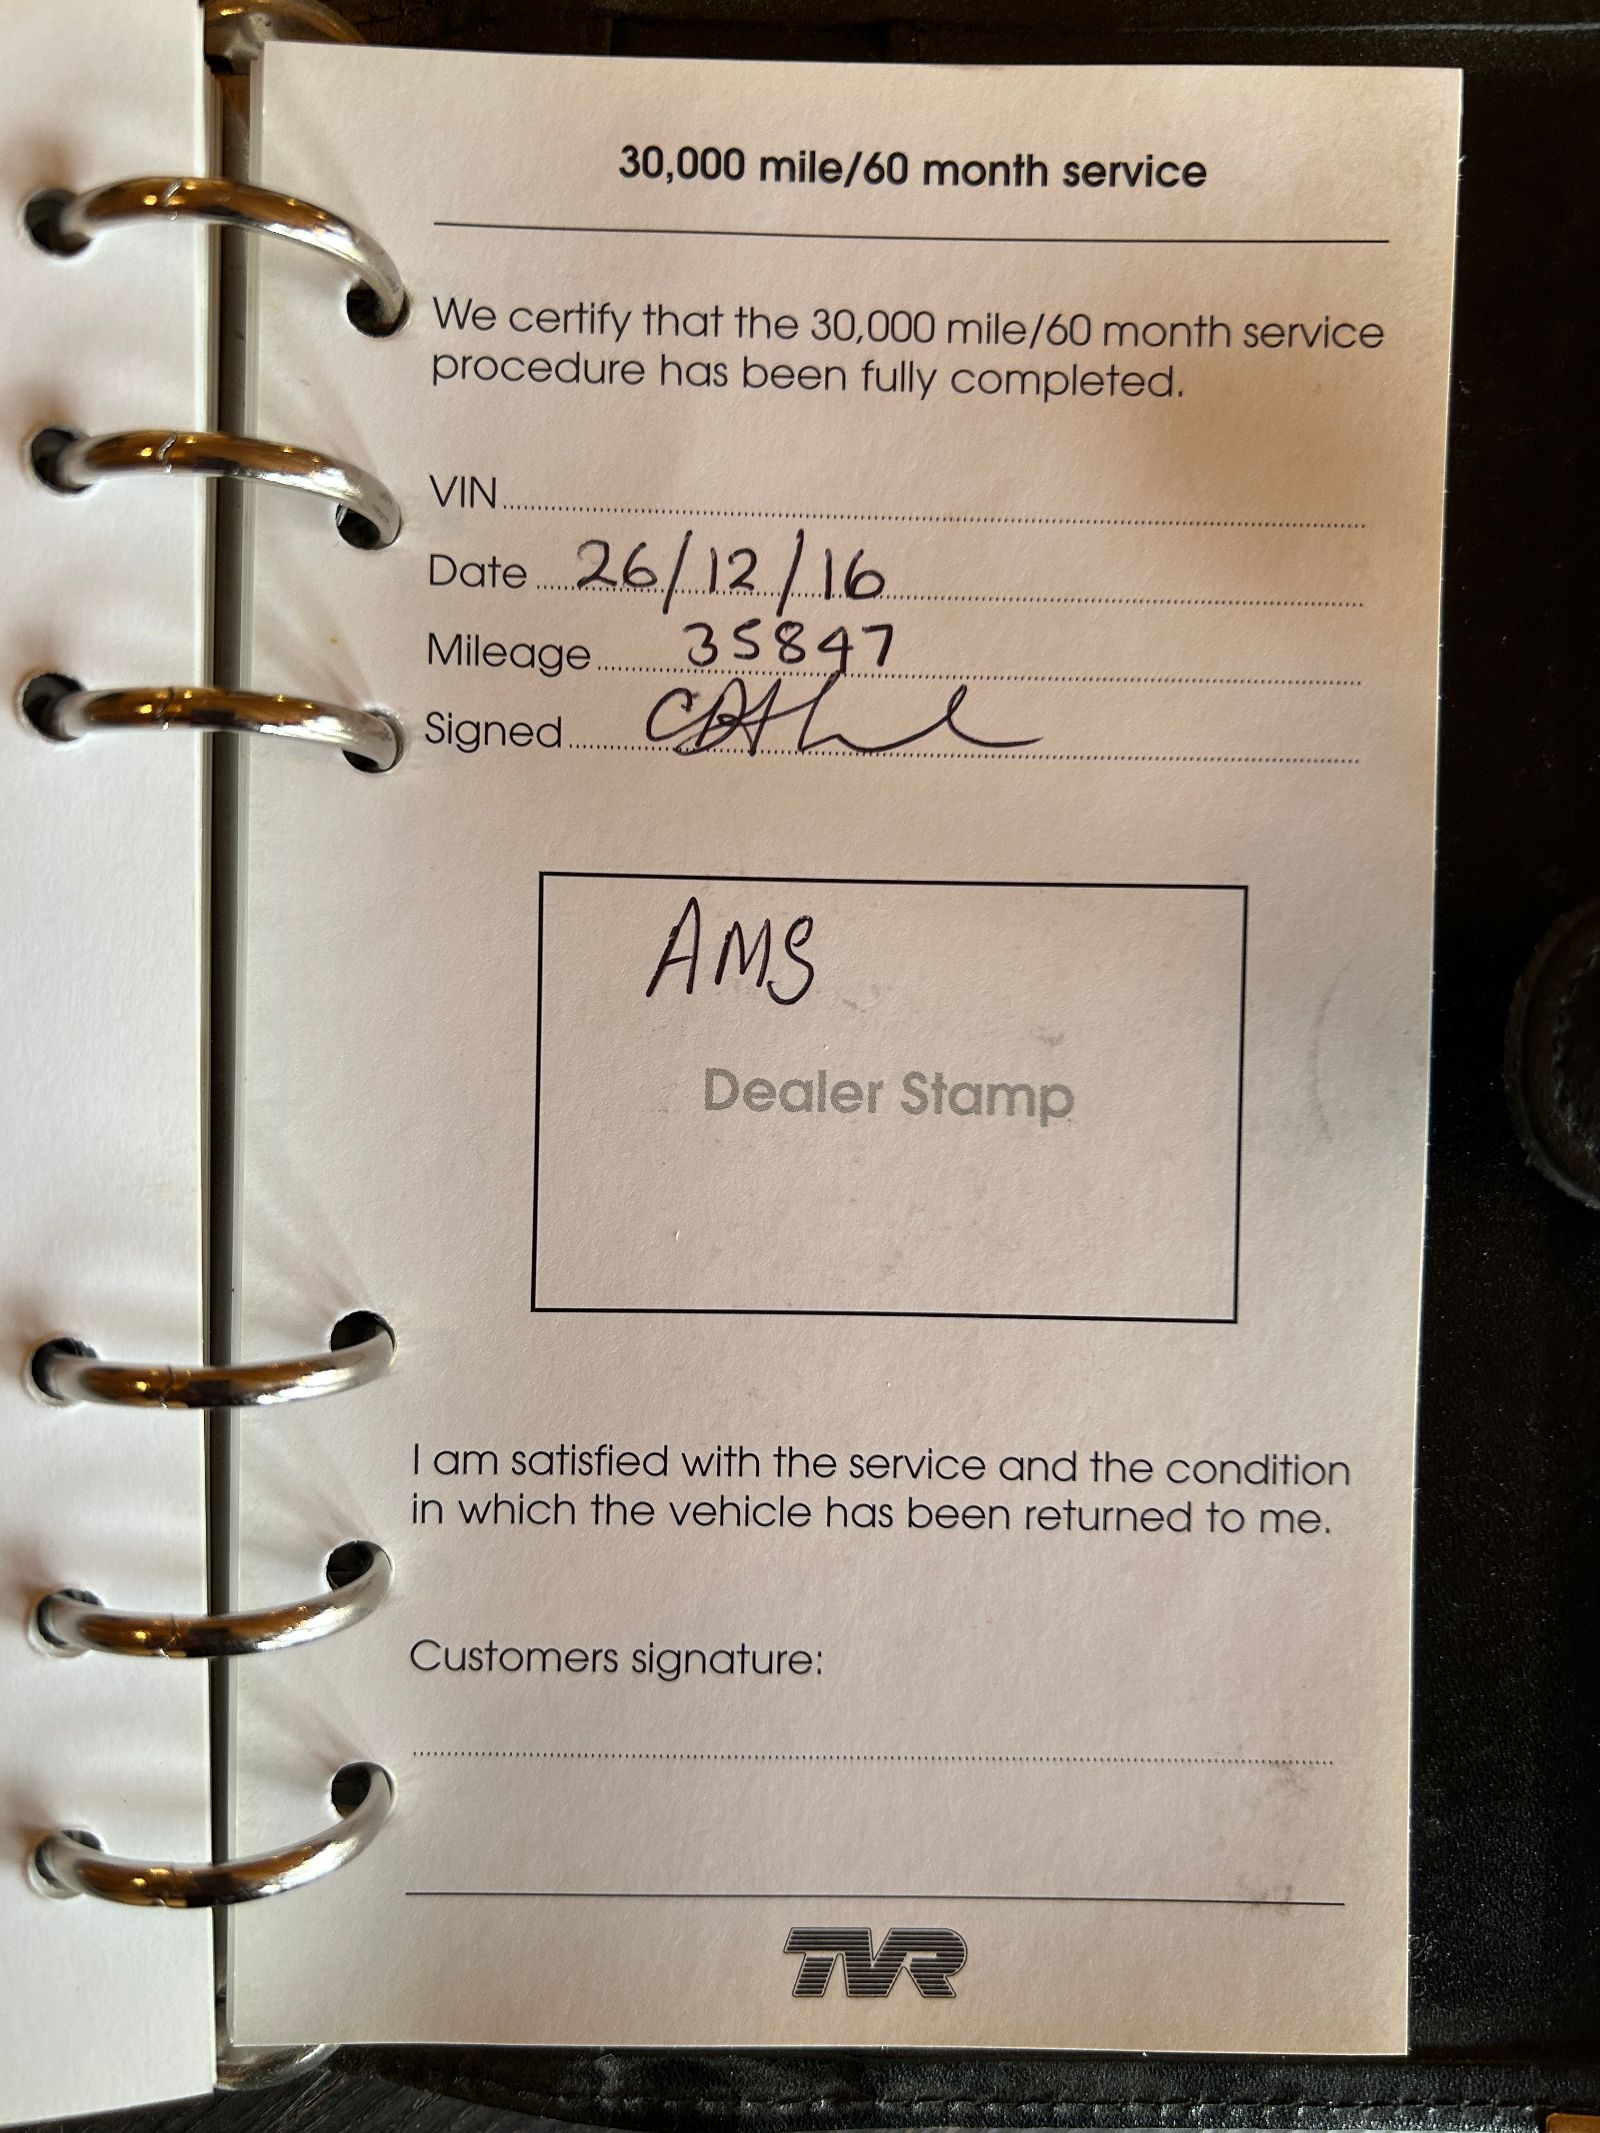 30,000 mile/60 month service
We certify that the 30,000 mile/60 month service
procedure has been fully completed.
VIN
Date 26/12/16
Mileage 35847
Signed
AMS
Dealer Stamp
I am satisfied with the service and the condition
in which the vehicle has been returned to me.
Customers signature:
TVR